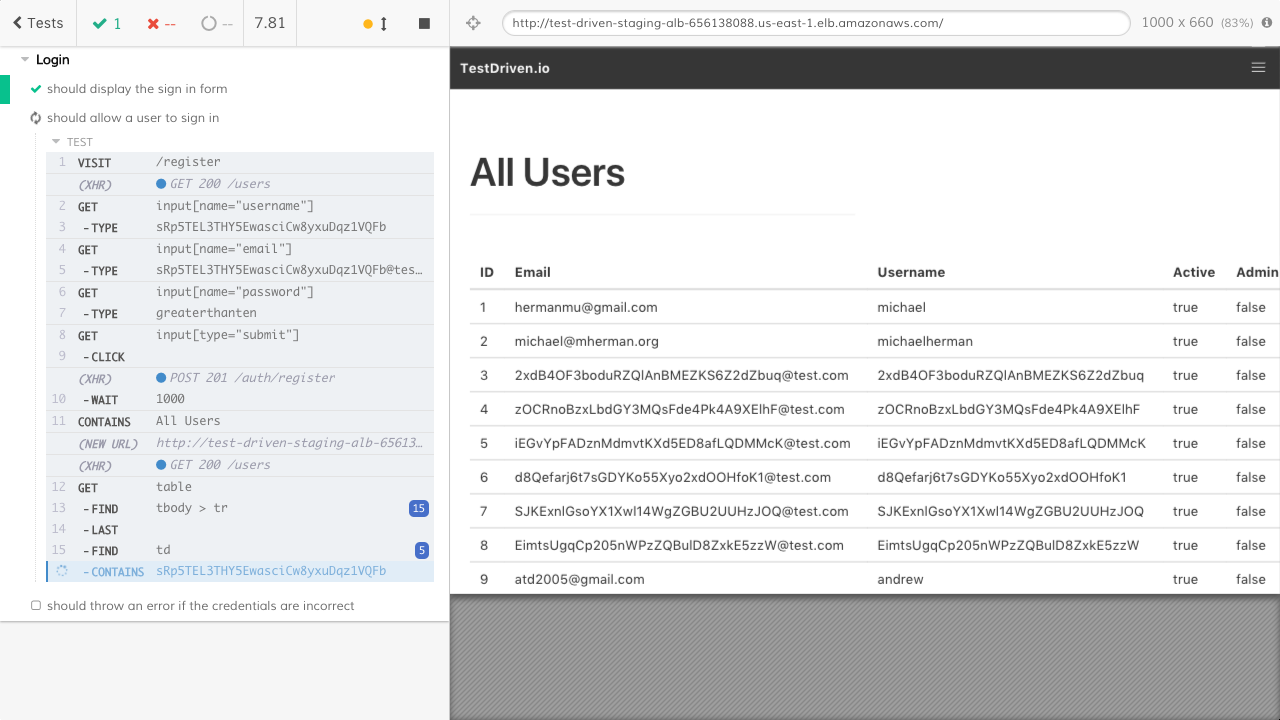 Tests 1 -- -- 7.81
http://test-driven-staging-alb-656138088.us-east-1.elb.amazonaws.com/ 1000 x 660 (83%)
Login
should display the sign in form
should allow a user to sign in
TEST
1 VISIT /register
(XHR) GET 200 /users
2 GET input[name="username"]
3 -TYPE sRp5TEL3THY5EwasciCw8yxuDqz1VQFb
4 GET input[name="email"]
5 -TYPE sRp5TEL3THY5EwasciCw8yxuDqz1VQFb@tes…
6 GET input[name="password"]
7 -TYPE greaterthanten
8 GET input[type="submit"]
9 -CLICK
(XHR) POST 201 /auth/register
10 -WAIT 1000
11 CONTAINS All Users
(NEW URL) http://test-driven-staging-alb-65613…
(XHR) GET 200 /users
12 GET table
13 -FIND tbody > tr 15
14 -LAST
15 -FIND td 5
-CONTAINS sRp5TEL3THY5EwasciCw8yxuDqz1VQFb
should throw an error if the credentials are incorrect
TestDriven.io
All Users
ID Email Username Active Admin
1 hermanmu@gmail.com michael true false
2 michael@mherman.org michaelherman true false
3 2xdB4OF3boduRZQIAnBMEZKS6Z2dZbuq@test.com 2xdB4OF3boduRZQIAnBMEZKS6Z2dZbuq true false
4 zOCRnoBzxLbdGY3MQsFde4Pk4A9XElhF@test.com zOCRnoBzxLbdGY3MQsFde4Pk4A9XElhF true false
5 iEGvYpFADznMdmvtKXd5ED8afLQDMMcK@test.com iEGvYpFADznMdmvtKXd5ED8afLQDMMcK true false
6 d8Qefarj6t7sGDYKo55Xyo2xdOOHfoK1@test.com d8Qefarj6t7sGDYKo55Xyo2xdOOHfoK1 true false
7 SJKExnlGsoYX1Xwl14WgZGBU2UUHzJOQ@test.com SJKExnlGsoYX1Xwl14WgZGBU2UUHzJOQ true false
8 EimtsUgqCp205nWPzZQBulD8ZxkE5zzW@test.com EimtsUgqCp205nWPzZQBulD8ZxkE5zzW true false
9 atd2005@gmail.com andrew true false